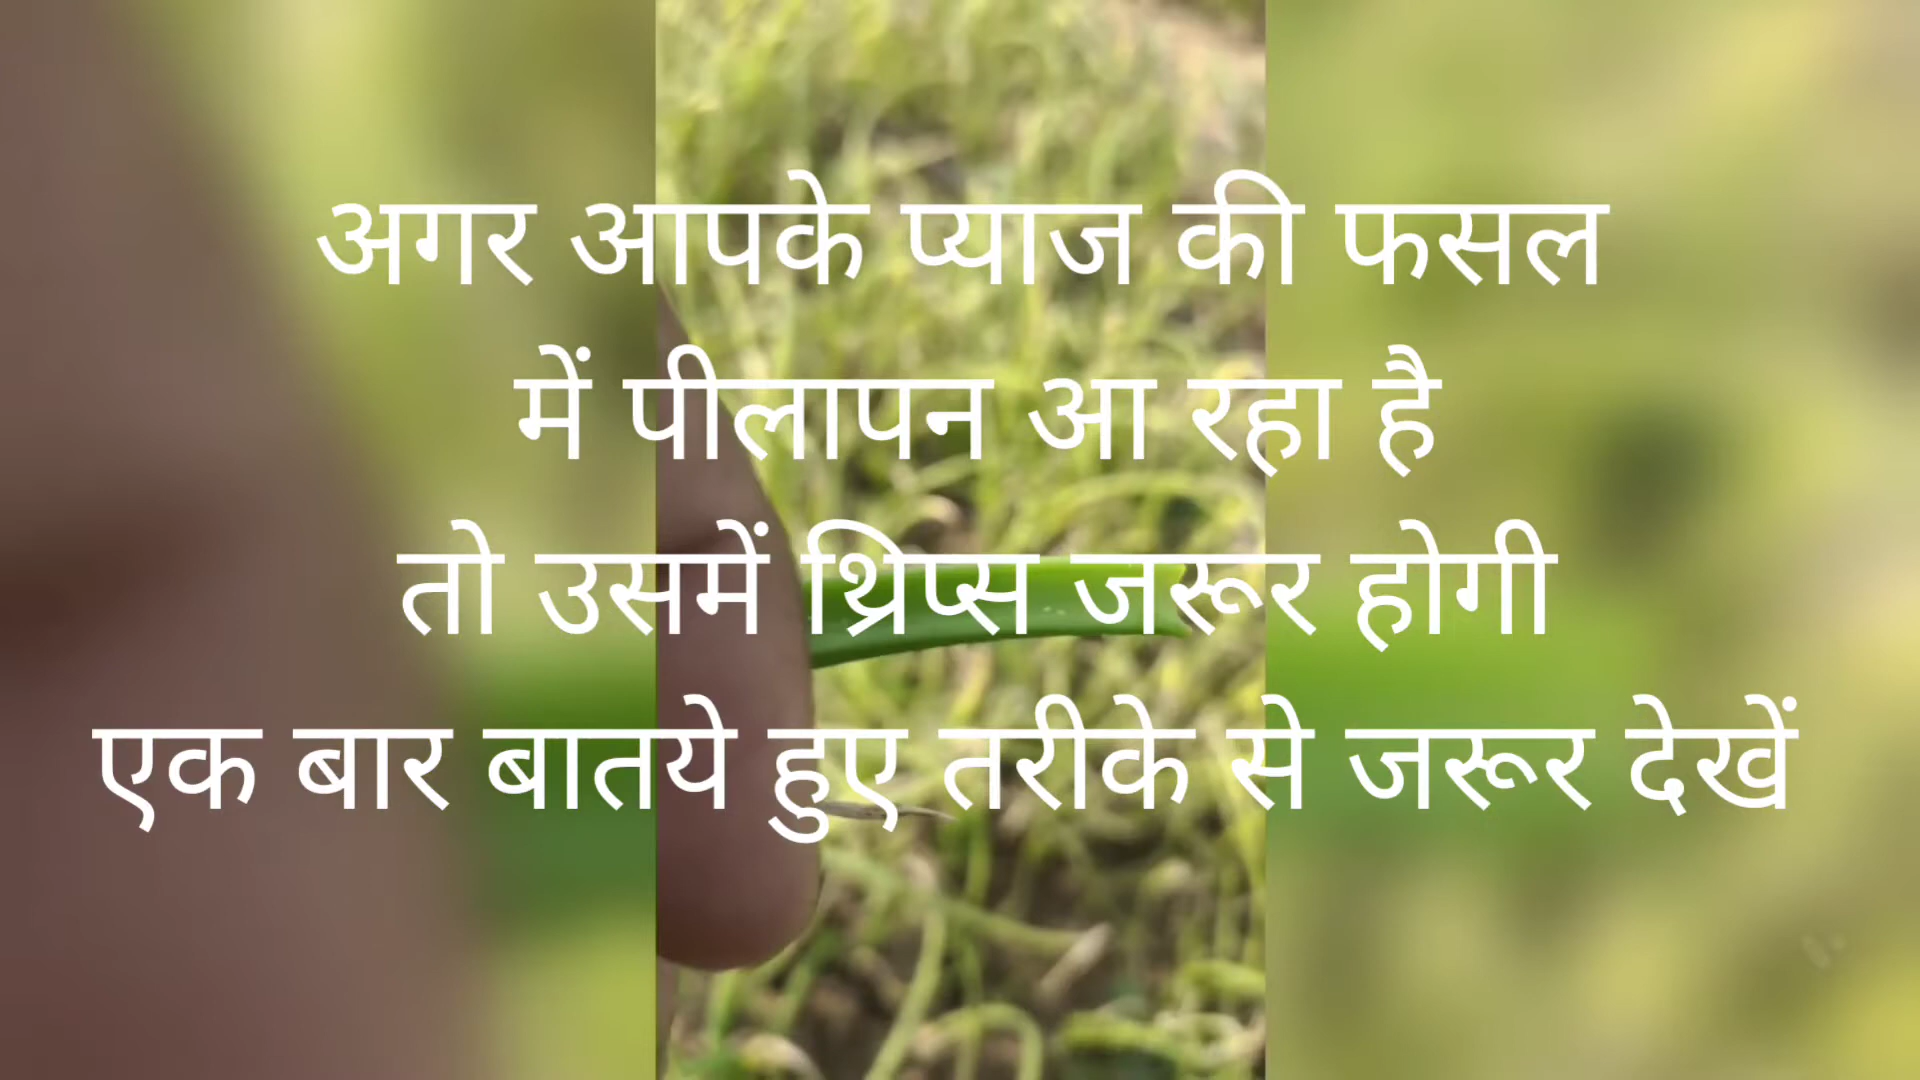 अगर आपके प्याज की फसल
में पीलापन आ रहा है
तो उसमें थ्रिप्स जरूर होगी
एक बार बातये हुए तरीके से जरूर देखें